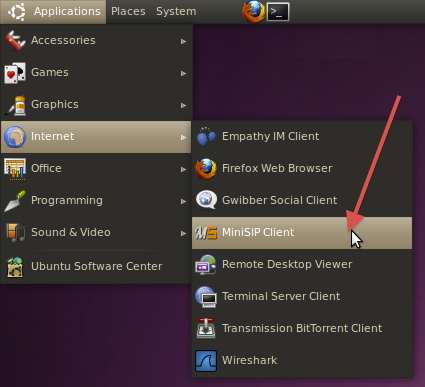 Applications Places System
Accessories
Games
Graphics
Internet
Office
Programming
Sound & Video
Ubuntu Software Center
Empathy IM Client
Firefox Web Browser
Gwibber Social Client
MS MiniSIP Client
Remote Desktop Viewer
Terminal Server Client
Transmission BitTorrent Client
Wireshark